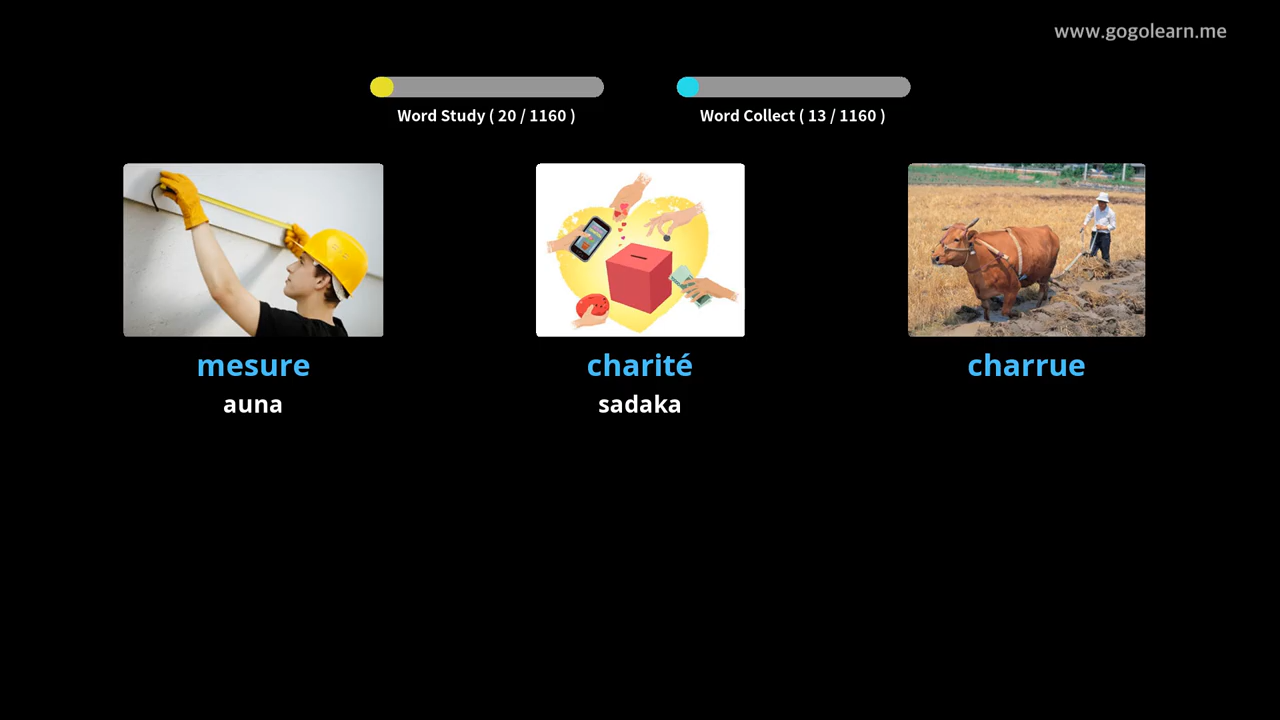 www.gogolearn.me
Word Study ( 20 / 1160 )
Word Collect ( 13 / 1160 )
mesure
auna
charité
sadaka
charrue